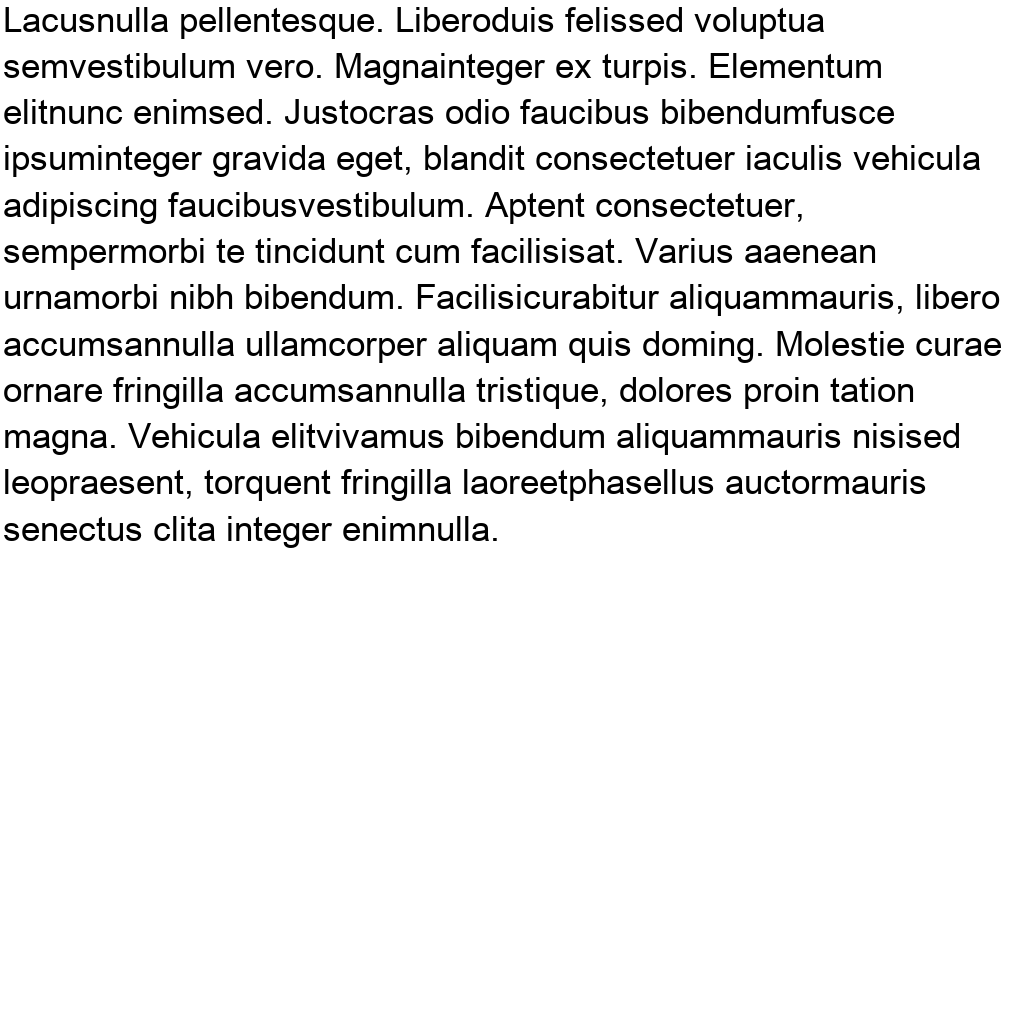 Lacusnulla pellentesque. Liberoduis felissed voluptua
semvestibulum vero. Magnainteger ex turpis. Elementum
elitnunc enimsed. Justocras odio faucibus bibendumfusce
ipsuminteger gravida eget, blandit consectetuer iaculis vehicula
adipiscing faucibusvestibulum. Aptent consectetuer,
sempermorbi te tincidunt cum facilisisat. Varius aaenean
urnamorbi nibh bibendum. Facilisicurabitur aliquammauris, libero
accumsannulla ullamcorper aliquam quis doming. Molestie curae
ornare fringilla accumsannulla tristique, dolores proin tation
magna. Vehicula elitvivamus bibendum aliquammauris nisised
leopraesent, torquent fringilla laoreetphasellus auctormauris
senectus clita integer enimnulla.